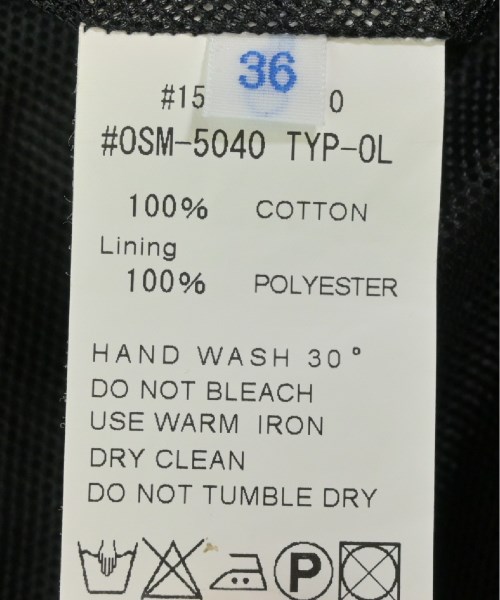 36
#15 0
#OSM-5040 TYP-OL
100% COTTON
Lining
100% POLYESTER
HAND WASH 30°
DO NOT BLEACH
USE WARM IRON
DRY CLEAN
DO NOT TUMBLE DRY
P